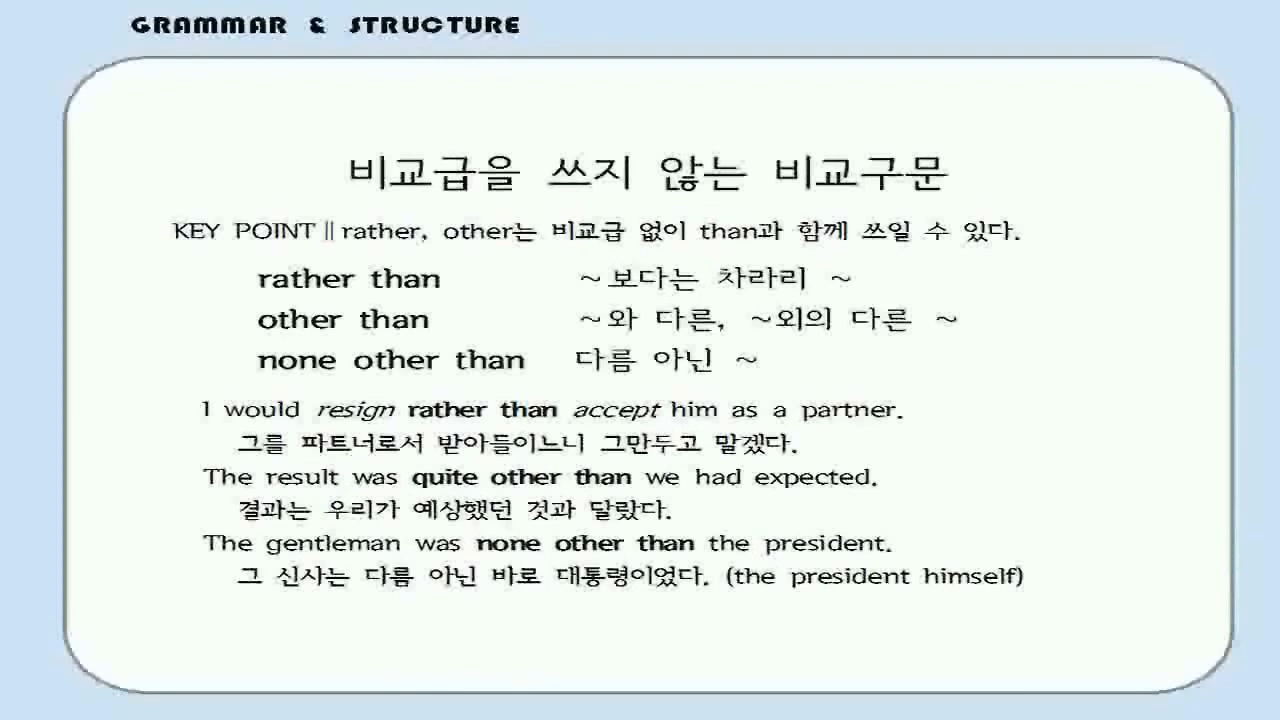 GRAMMAR & STRUCTURE
비교급을 쓰지 않는 비교구문
KEY POINT || rather, other는 비교급 없이 than과 함께 쓰일 수 있다.
rather than ~보다는 차라리 ~
other than ~와 다른, ~외의 다른 ~
none other than 다름 아닌 ~
I would resign rather than accept him as a partner.
그를 파트너로서 받아들이느니 그만두고 말겠다.
The result was quite other than we had expected.
결과는 우리가 예상했던 것과 달랐다.
The gentleman was none other than the president.
그 신사는 다름 아닌 바로 대통령이었다. (the president himself)